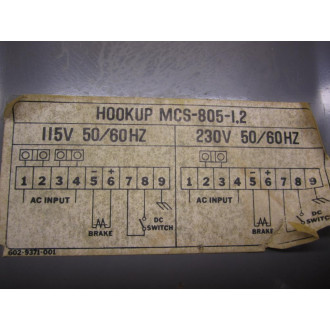 HOOKUP MCS-805-1,2
115V 50/60HZ
1 2 3 4 5 6 7 8 9
- +
AC INPUT
BRAKE
DC SWITCH
230V 50/60HZ
1 2 3 4 5 6 7 8 9
- +
AC INPUT
BRAKE
DC SWITCH
002-9371-001